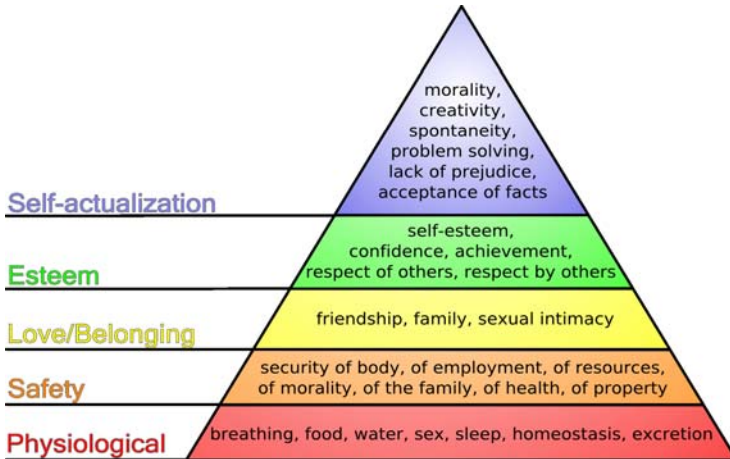 morality,
creativity,
spontaneity,
problem solving,
lack of prejudice,
acceptance of facts
Self-actualization
self-esteem,
confidence, achievement,
respect of others, respect by others
Esteem
friendship, family, sexual intimacy
Love/Belonging
security of body, of employment, of resources,
of morality, of the family, of health, of property
Safety
breathing, food, water, sex, sleep, homeostasis, excretion
Physiological